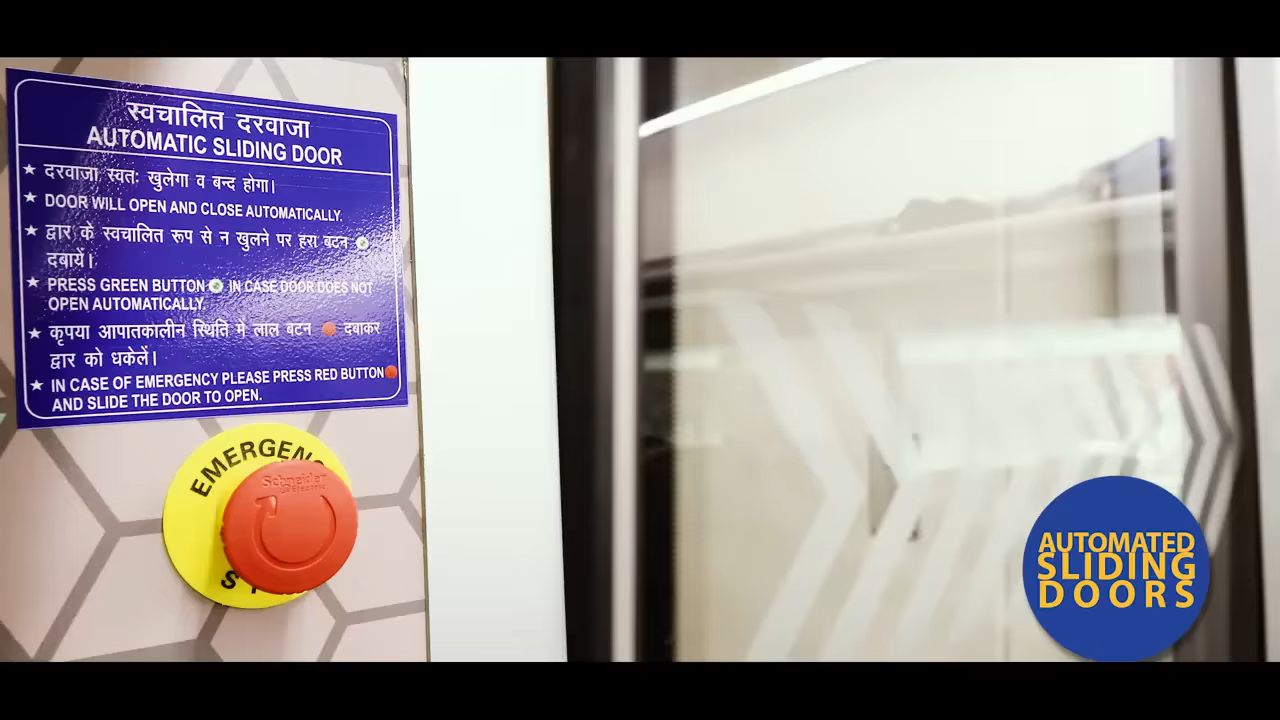 स्वचालित दरवाजा
AUTOMATIC SLIDING DOOR
★ दरवाजा स्वतः खुलेगा व बन्द होगा।
★ DOOR WILL OPEN AND CLOSE AUTOMATICALLY.
★ द्वार के स्वचालित रूप से न खुलने पर हरा बटन
दबायें।
★ PRESS GREEN BUTTON IN CASE DOOR DOES NOT
OPEN AUTOMATICALLY.
★ कृपया आपातकालीन स्थिति में लाल बटन दबाकर
द्वार को धकेलें।
★ IN CASE OF EMERGENCY PLEASE PRESS RED BUTTON
AND SLIDE THE DOOR TO OPEN.
Schneider
Electric
AUTOMATED
SLIDING
DOORS